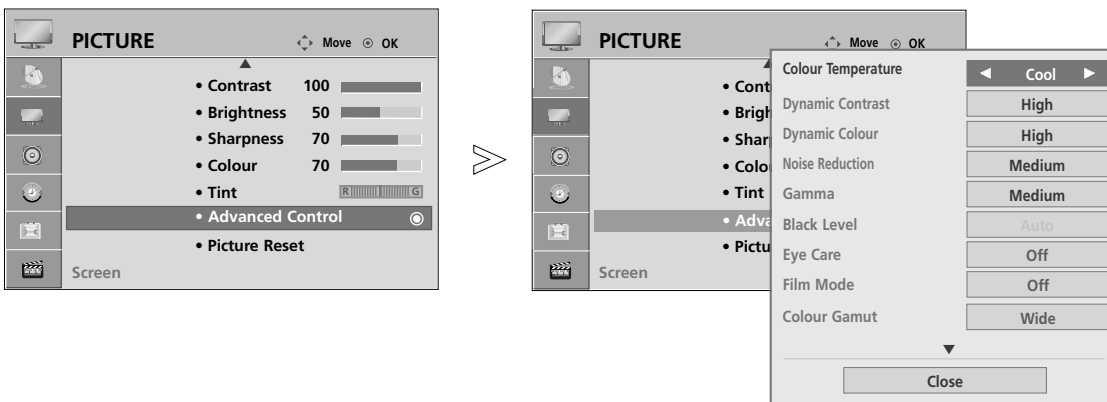 PICTURE
Move OK
• Contrast 100
• Brightness 50
• Sharpness 70
• Colour 70
• Tint R G
• Advanced Control
• Picture Reset
Screen
PICTURE
Move OK
• Cont
• Brigh
• Shar
• Colo
• Tint
• Adva
• Pictu
Screen
Colour Temperature Cool
Dynamic Contrast High
Dynamic Colour High
Noise Reduction Medium
Gamma Medium
Black Level Auto
Eye Care Off
Film Mode Off
Colour Gamut Wide
Close